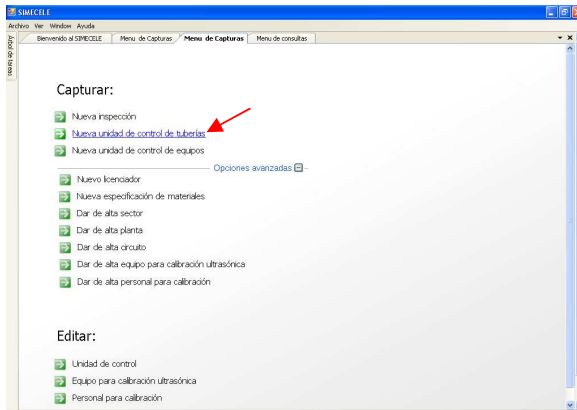 SIMECELE
Archivo Ver Window Ayuda
Bienvenido al SIMECELE Menu de Capturas Menu de Capturas Menu de consultas
Árbol de tareas
Capturar:
Nueva inspección
Nueva unidad de control de tuberías
Nueva unidad de control de equipos
Opciones avanzadas
Nuevo licenciador
Nueva especificación de materiales
Dar de alta sector
Dar de alta planta
Dar de alta circuito
Dar de alta equipo para calibración ultrasónica
Dar de alta personal para calibración
Editar:
Unidad de control
Equipo para calibración ultrasónica
Personal para calibración